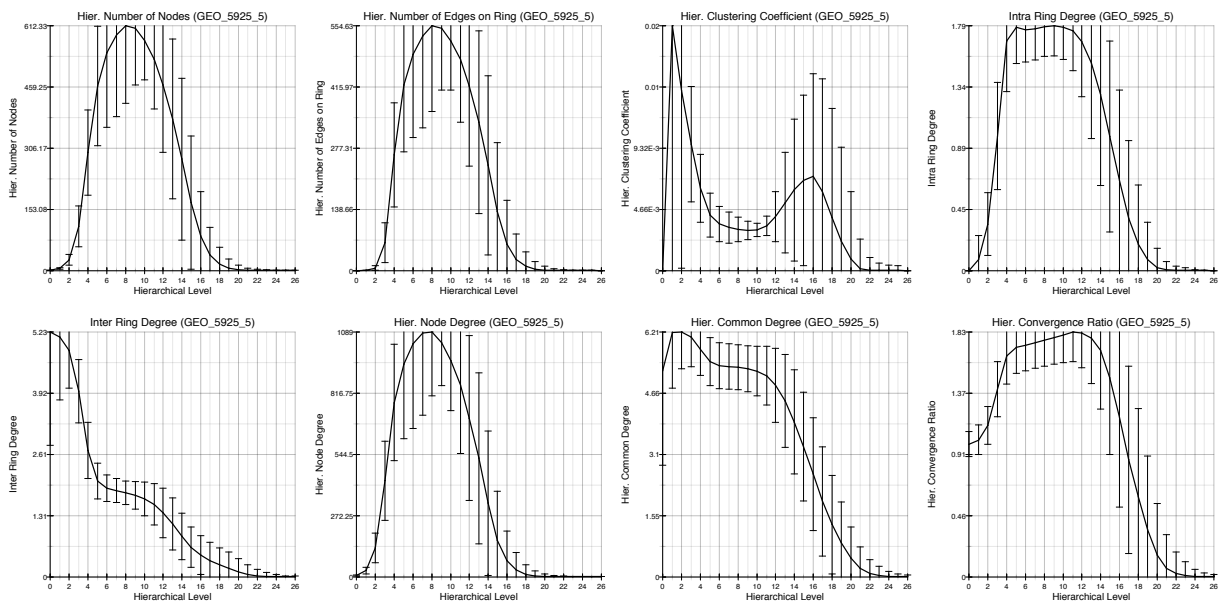 Hier. Number of Nodes (GEO_5925_5)
612.33
459.25
306.17
153.08
0
Hier. Number of Nodes
0 2 4 6 8 10 12 14 16 18 20 22 24 26
Hierarchical Level
Hier. Number of Edges on Ring (GEO_5925_5)
554.63
415.97
277.31
138.66
0
Hier. Number of Edges on Ring
0 2 4 6 8 10 12 14 16 18 20 22 24 26
Hierarchical Level
Hier. Clustering Coefficient (GEO_5925_5)
0.02
0.01
9.32E-3
4.66E-3
0
Hier. Clustering Coefficient
0 2 4 6 8 10 12 14 16 18 20 22 24 26
Hierarchical Level
Intra Ring Degree (GEO_5925_5)
1.79
1.34
0.89
0.45
0
Intra Ring Degree
0 2 4 6 8 10 12 14 16 18 20 22 24 26
Hierarchical Level
Inter Ring Degree (GEO_5925_5)
5.23
3.92
2.61
1.31
0
Inter Ring Degree
0 2 4 6 8 10 12 14 16 18 20 22 24 26
Hierarchical Level
Hier. Node Degree (GEO_5925_5)
1089
816.75
544.5
272.25
0
Hier. Node Degree
0 2 4 6 8 10 12 14 16 18 20 22 24 26
Hierarchical Level
Hier. Common Degree (GEO_5925_5)
6.21
4.66
3.1
1.55
0
Hier. Common Degree
0 2 4 6 8 10 12 14 16 18 20 22 24 26
Hierarchical Level
Hier. Convergence Ratio (GEO_5925_5)
1.83
1.37
0.91
0.46
0
Hier. Convergence Ratio
0 2 4 6 8 10 12 14 16 18 20 22 24 26
Hierarchical Level